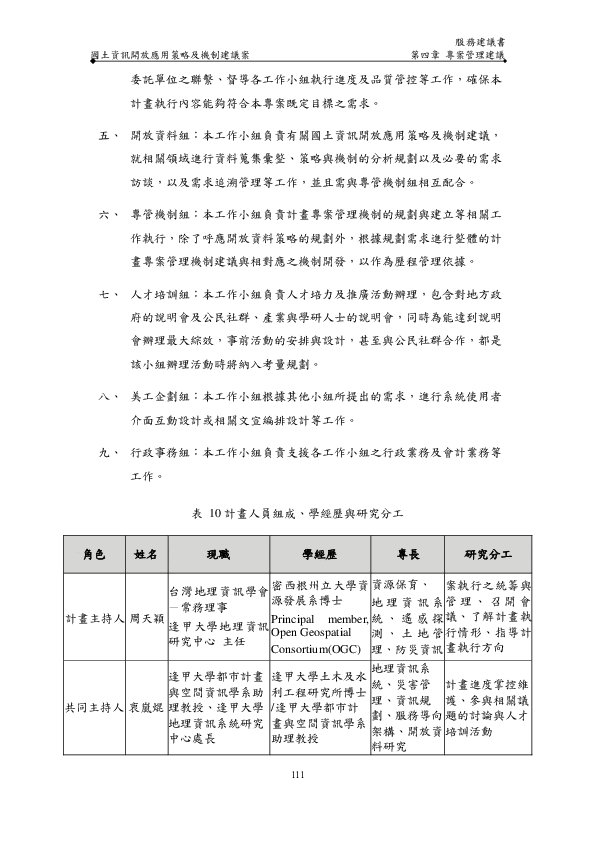 服務建議書
國土資訊開放應用策略及機制建議案 第四章 專案管理建議
委託單位之聯繫、督導各工作小組執行進度及品質管控等工作，確保本
計畫執行內容能夠符合本專案既定目標之需求。
五、 開放資料組：本工作小組負責有關國土資訊開放應用策略及機制建議，
就相關領域進行資料蒐集彙整、策略與機制的分析規劃以及必要的需求
訪談，以及需求追溯管理等工作，並且需與專管機制組相互配合。
六、 專管機制組：本工作小組負責計畫專案管理機制的規劃與建立等相關工
作執行，除了呼應開放資料策略的規劃外，根據規劃需求進行整體的計
畫專案管理機制建議與相對應之機制開發，以作為歷程管理依據。
七、 人才培訓組：本工作小組負責人才培力及推廣活動辦理，包含對地方政
府的說明會及公民社群、產業與學研人士的說明會，同時為能達到說明
會辦理最大綜效，事前活動的安排與設計，甚至與公民社群合作，都是
該小組辦理活動時將納入考量規劃。
八、 美工企劃組：本工作小組根據其他小組所提出的需求，進行系統使用者
介面互動設計或相關文宣編排設計等工作。
九、 行政事務組：本工作小組負責支援各工作小組之行政業務及會計業務等
工作。
表 10 計畫人員組成、學經歷與研究分工
角色 姓名 現職 學經歷 專長 研究分工
計畫主持人 周天穎
台灣地理資訊學會
－常務理事
逢甲大學地理資訊
研究中心 主任
密西根州立大學資
源發展系博士
Principal member,
Open Geospatial
Consortium(OGC)
資源保育、
地理資訊系
統、遙感探
測、土地管
理、防災資訊
案執行之統籌與
管理、召開會
議、了解計畫執
行情形、指導計
畫執行方向
共同主持人 衷嵐焜
逢甲大學都市計畫
與空間資訊學系助
理教授、逢甲大學
地理資訊系統研究
中心處長
逢甲大學土木及水
利工程研究所博士
/逢甲大學都市計
畫與空間資訊學系
助理教授
地理資訊系
統、災害管
理、資訊規
劃、服務導向
架構、開放資
料研究
計畫進度掌控維
護、參與相關議
題的討論與人才
培訓活動
111